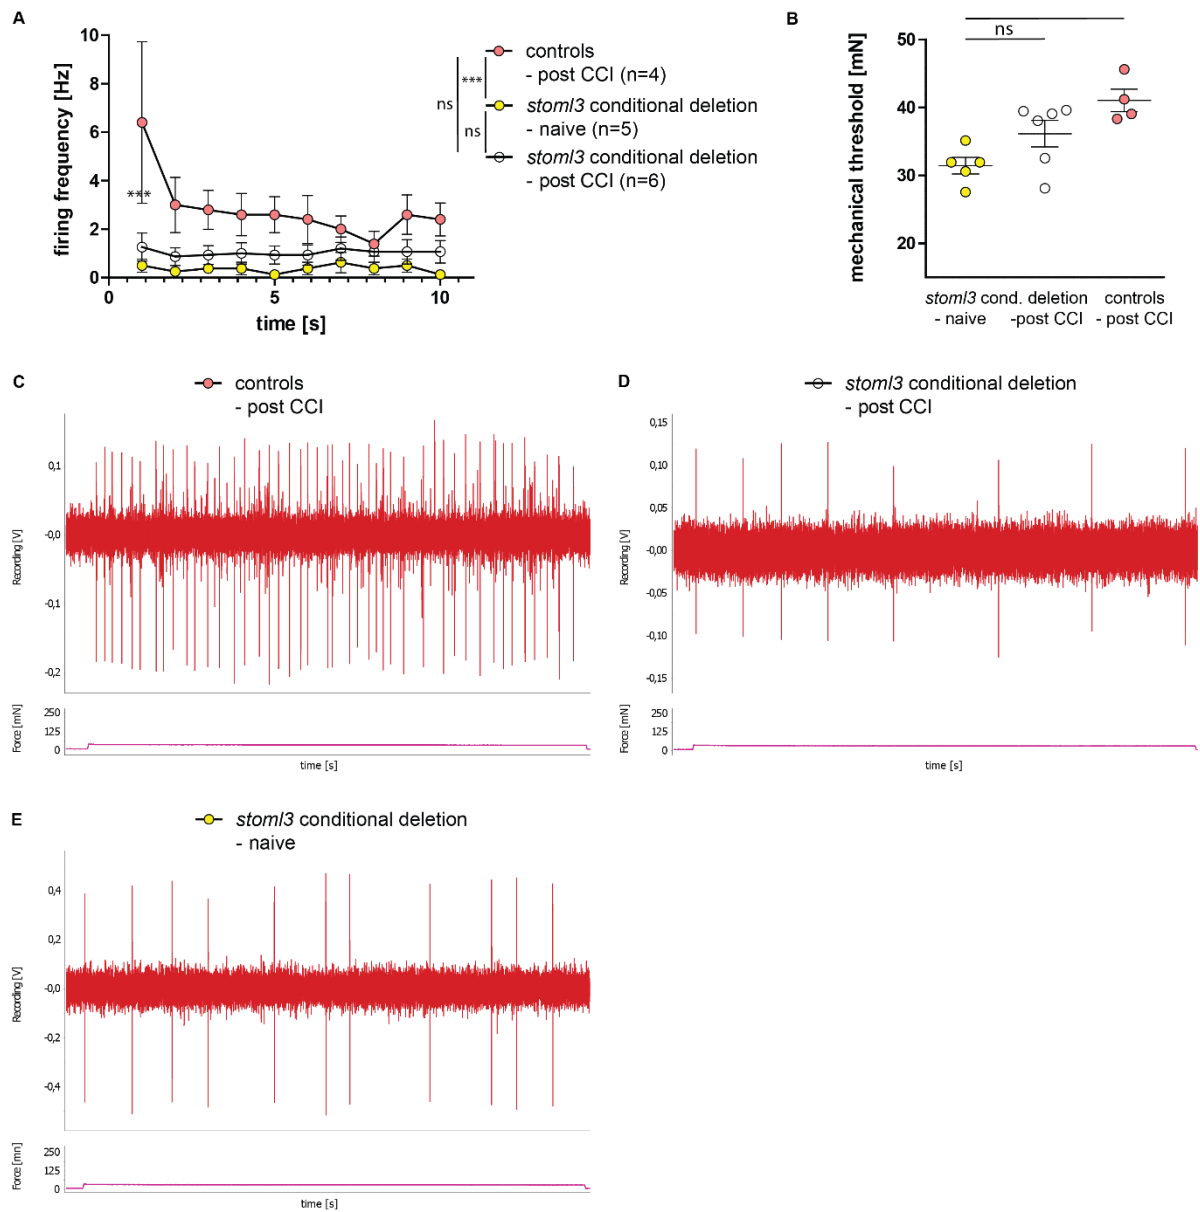 A
10
8
6
4
2
0
firing frequency [Hz]
0
5
10
time [s]
***
ns
***
ns
controls
- post CCI (n=4)
stoml3 conditional deletion
- naive (n=5)
stoml3 conditional deletion
- post CCI (n=6)
B
ns
50
40
30
20
mechanical threshold [mN]
stoml3 cond. deletion controls
- naive -post CCI - post CCI
C
controls
- post CCI
0,1
-0,0
-0,1
-0,2
Recording [V]
250
125
0
Force [mN]
time [s]
D
stoml3 conditional deletion
- post CCI
0,15
0,10
0,05
-0,00
-0,05
-0,10
-0,15
Recording [V]
250
125
0
Force [mN]
time [s]
E
stoml3 conditional deletion
- naive
0,4
0,2
-0,0
-0,2
-0,4
Recording [V]
250
125
0
Force [mn]
time [s]